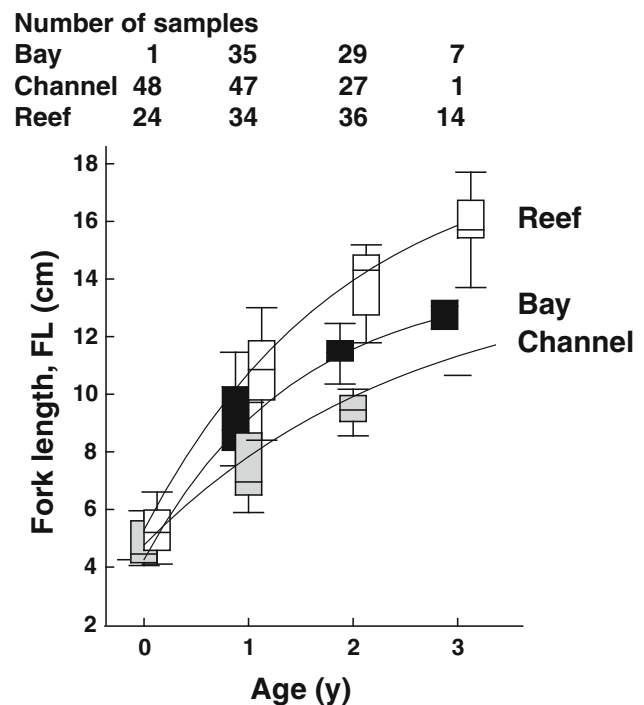 Number of samples
Bay 1 35 29 7
Channel 48 47 27 1
Reef 24 34 36 14
18
16
14
12
10
8
6
4
2
Fork length, FL (cm)
Reef
Bay
Channel
0 1 2 3
Age (y)